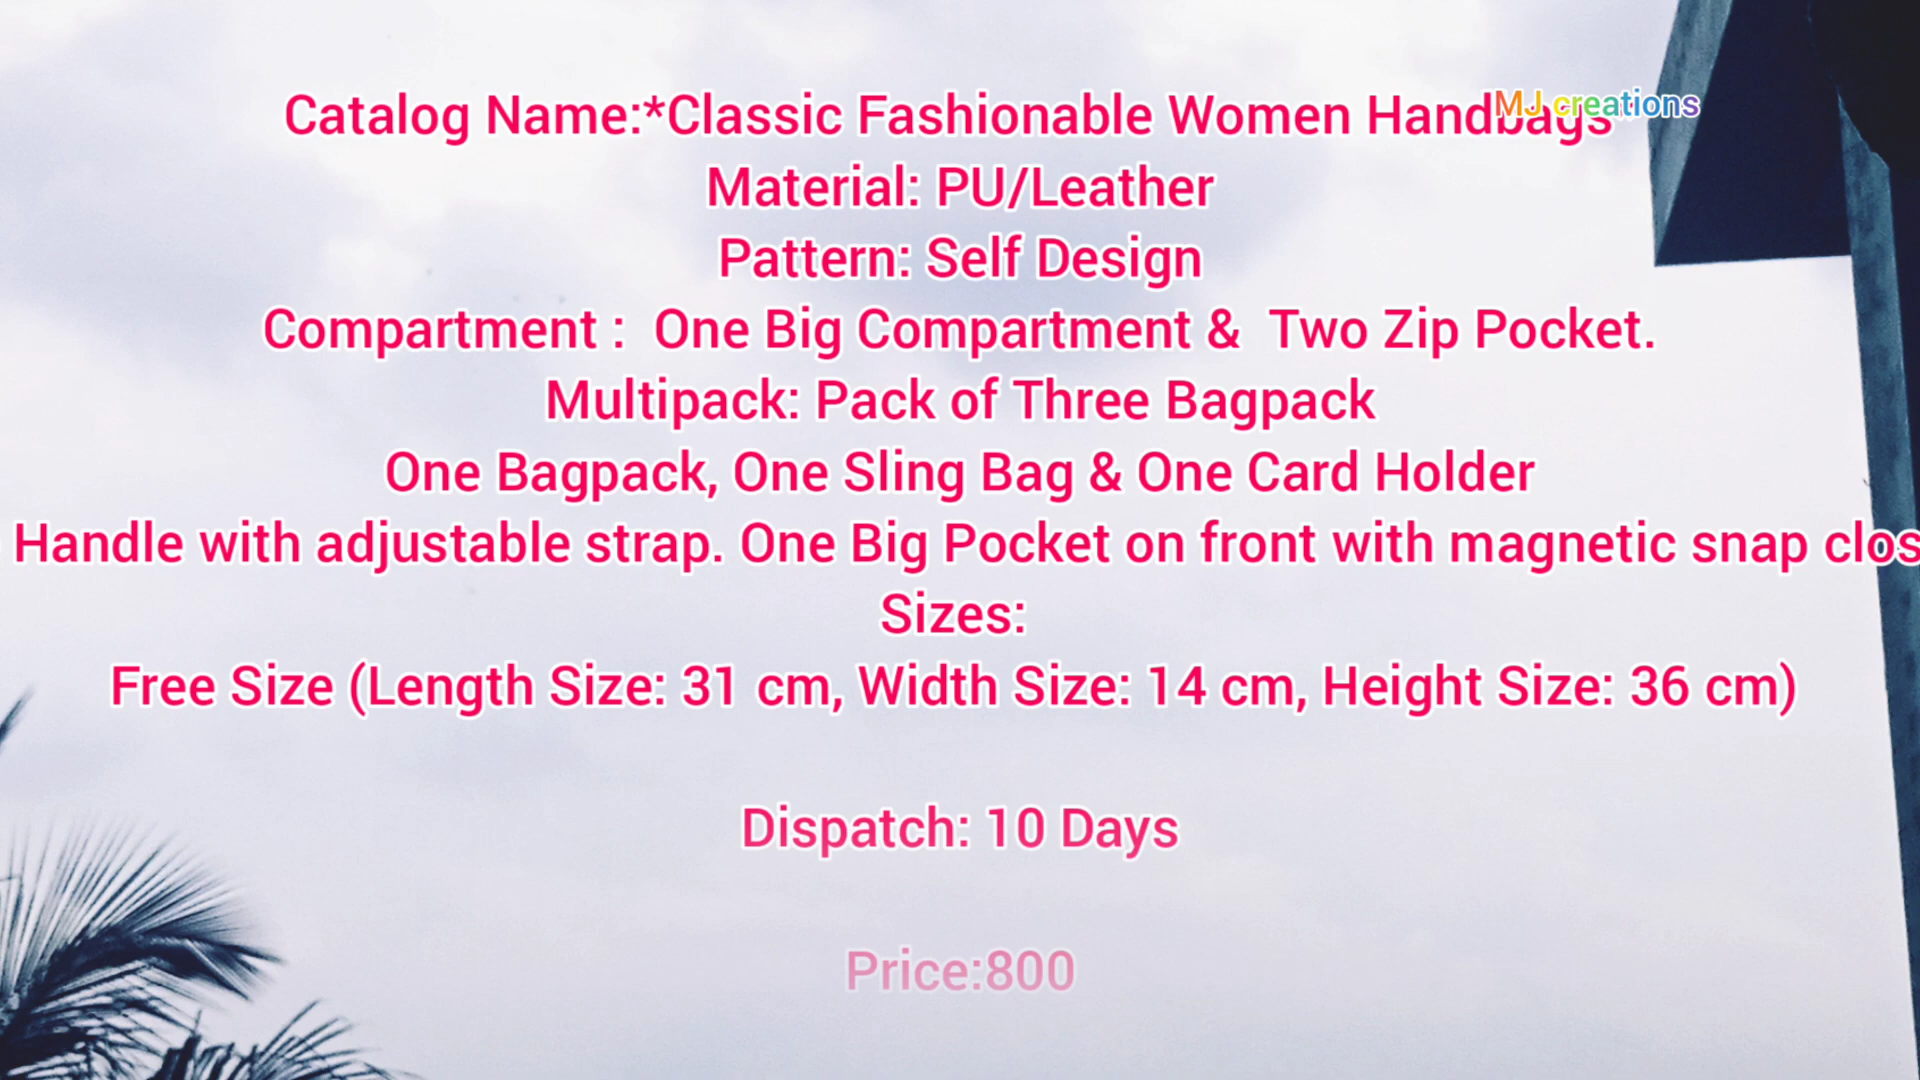 Catalog Name:*Classic Fashionable Women Handbags
MJ creations
Material: PU/Leather
Pattern: Self Design
Compartment :  One Big Compartment &  Two Zip Pocket.
Multipack: Pack of Three Bagpack
One Bagpack, One Sling Bag & One Card Holder
Handle with adjustable strap. One Big Pocket on front with magnetic snap clos
Sizes:
Free Size (Length Size: 31 cm, Width Size: 14 cm, Height Size: 36 cm)
Dispatch: 10 Days
Price:800